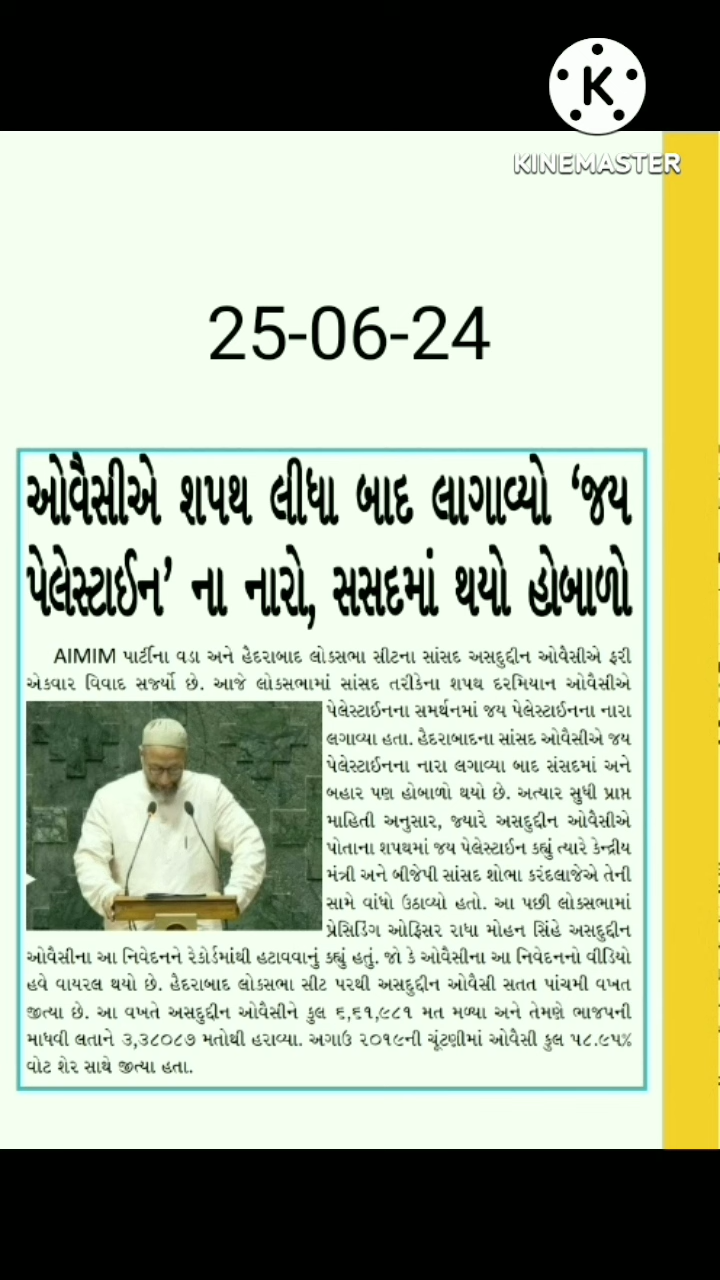 KINEMASTER
25-06-24
ઓવૈસીએ શપથ લીધા બાદ લાગાવ્યો ‘જય
પેલેસ્ટાઈન’ ના નારો, સસદમાં થયો હોબાળો
AIMIM પાર્ટીના વડા અને હૈદરાબાદ લોકસભા સીટના સાંસદ અસદુદ્દીન ઓવૈસીએ ફરી
એકવાર વિવાદ સર્જ્યો છે. આજે લોકસભામાં સાંસદ તરીકેના શપથ દરમિયાન ઓવૈસીએ
પેલેસ્ટાઈનના સમર્થનમાં જય પેલેસ્ટાઈનના નારા
લગાવ્યા હતા. હૈદરાબાદના સાંસદ ઓવૈસીએ જય
પેલેસ્ટાઈનના નારા લગાવ્યા બાદ સંસદમાં અને
બહાર પણ હોબાળો થયો છે. અત્યાર સુધી પ્રાપ્ત
માહિતી અનુસાર, જ્યારે અસદુદ્દીન ઓવૈસીએ
પોતાના શપથમાં જય પેલેસ્ટાઈન કહ્યું ત્યારે કેન્દ્રીય
મંત્રી અને બીજેપી સાંસદ શોભા કરંદલાજેએ તેની
સામે વાંધો ઉઠાવ્યો હતો. આ પછી લોકસભામાં
પ્રેસિડિંગ ઓફિસર રાધા મોહન સિંહે અસદુદ્દીન
ઓવૈસીના આ નિવેદનને રેકોર્ડમાંથી હટાવવાનું કહ્યું હતું. જો કે ઓવૈસીના આ નિવેદનનો વીડિયો
હવે વાયરલ થયો છે. હૈદરાબાદ લોકસભા સીટ પરથી અસદુદ્દીન ઓવૈસી સતત પાંચમી વખત
જીત્યા છે. આ વખતે અસદુદ્દીન ઓવૈસીને કુલ ૬,૬૧,૯૮૧ મત મળ્યા અને તેમણે ભાજપની
માધવી લતાને ૩,૩૮૦૮૭ મતોથી હરાવ્યા. અગાઉ ૨૦૧૯ની ચૂંટણીમાં ઓવૈસી કુલ ૫૮.૯૫%
વોટ શેર સાથે જીત્યા હતા.